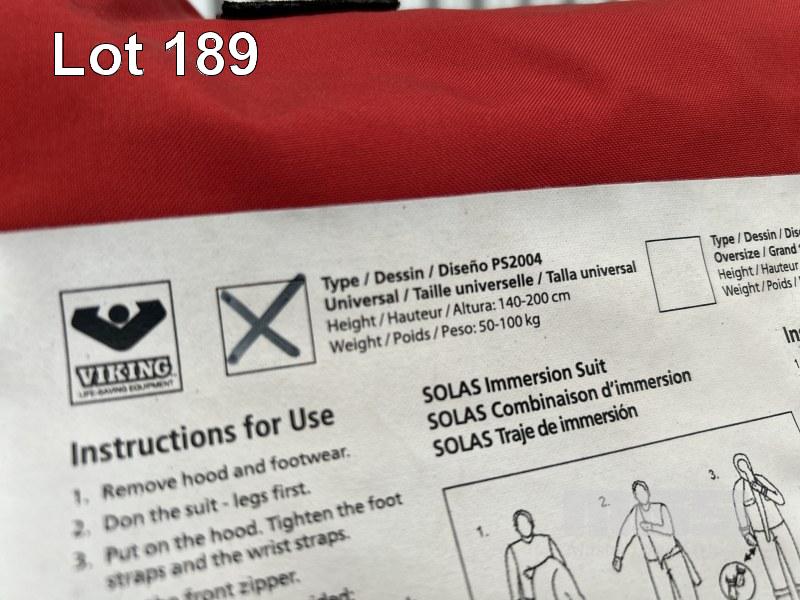 Lot 189
Type / Dessin / Diseño PS2004
Universal / Taille universelle / Talla universal
Height / Hauteur / Altura: 140-200 cm
Weight / Poids / Peso: 50-100 kg
Type / Dessin /
Oversize / Grand
Height / Hauteur
Weight / Poids /
VIKING
LIFE-SAVING EQUIPMENT
SOLAS Immersion Suit
SOLAS Combinaison d'immersion
SOLAS Traje de immersión
Instructions for Use
1. Remove hood and footwear.
2. Don the suit - legs first.
3. Put on the hood. Tighten the foot
straps and the wrist straps.
front zipper.
1.
2.
3.